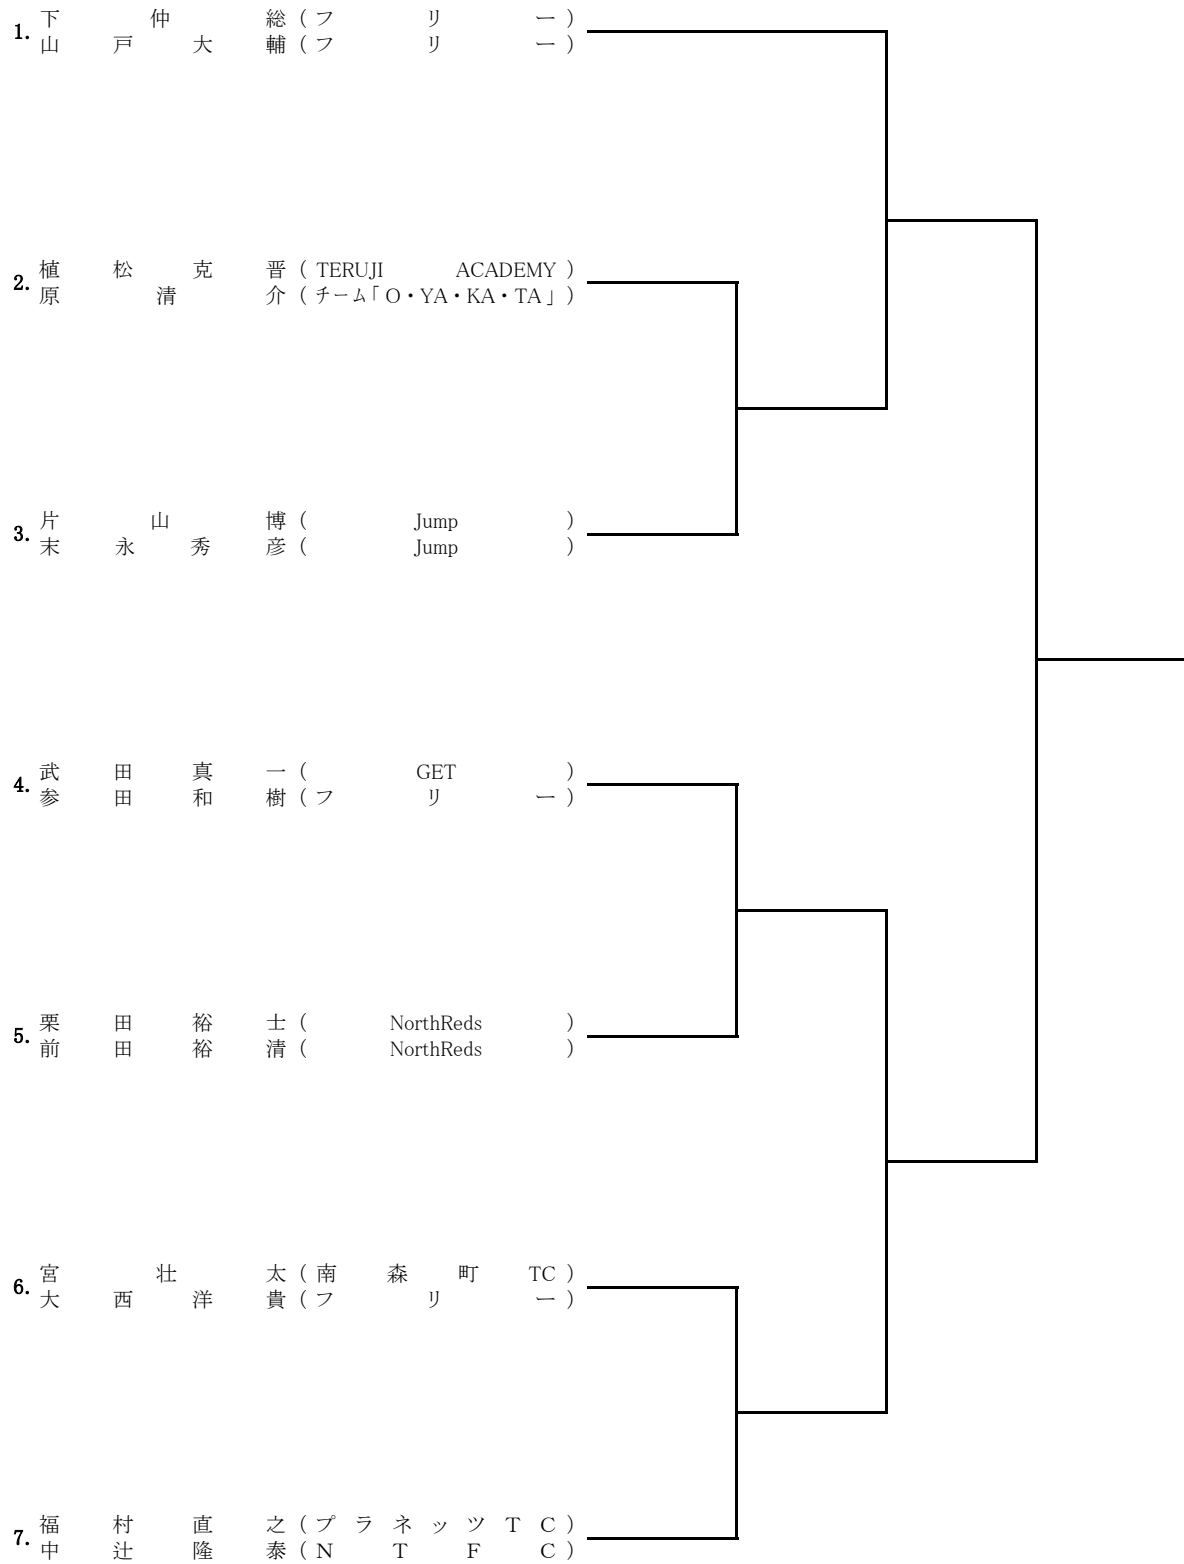 1. 下仲総(フリー)
山戸大輔(フリー)
2. 植松克晋(TERUJI ACADEMY)
原清介(チーム「O・YA・KA・TA」)
3. 片山博(Jump)
末永秀彦(Jump)
4. 武田真一(GET)
参田和樹(フリー)
5. 栗田裕士(NorthReds)
前田裕清(NorthReds)
6. 宮壮太(南森町TC)
大西洋貴(フリー)
7. 福村直之(プラネッツTC)
中辻隆泰(NTFC)